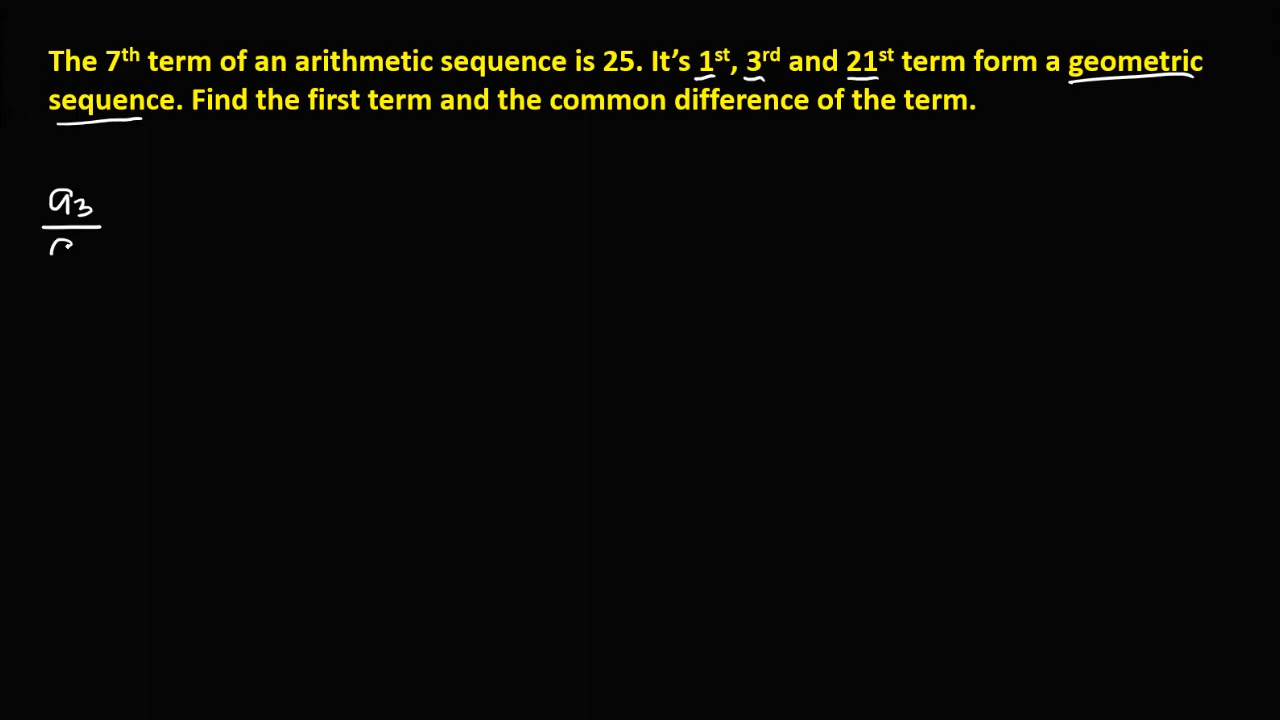 The 7th term of an arithmetic sequence is 25. It’s 1st, 3rd and 21st term form a geometric
sequence. Find the first term and the common difference of the term.
a3